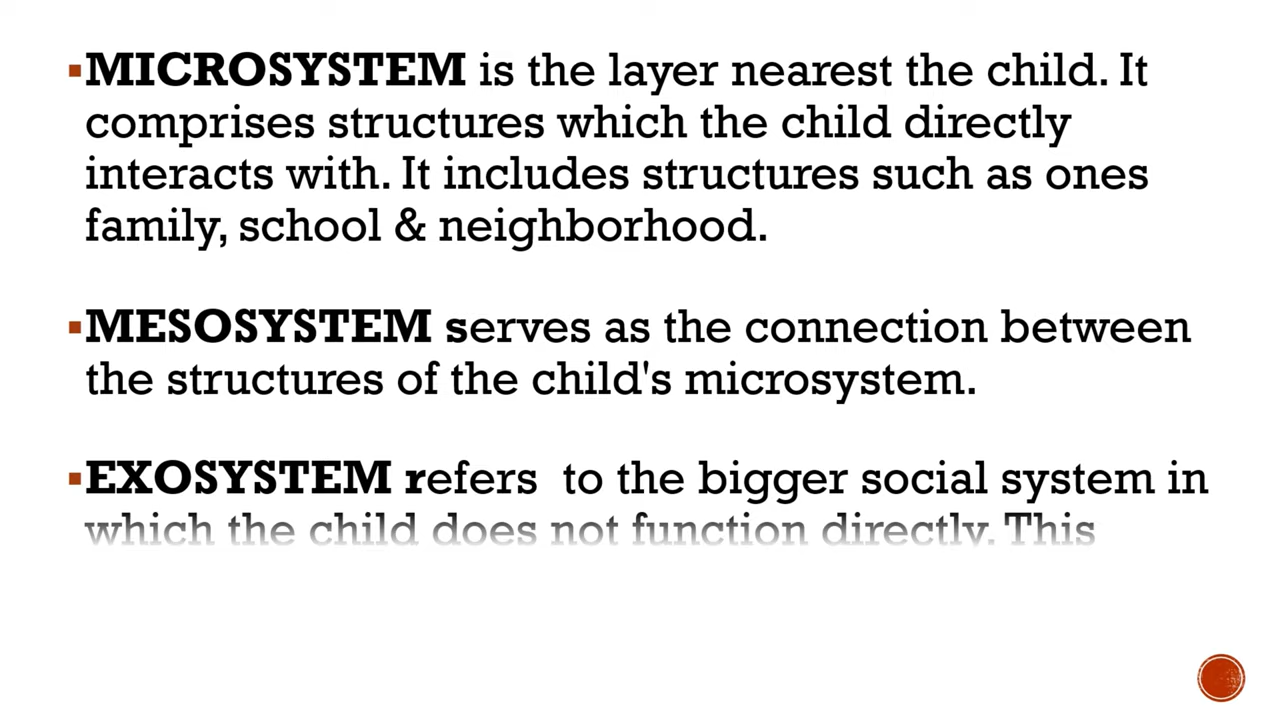 ▪MICROSYSTEM is the layer nearest the child. It
comprises structures which the child directly
interacts with. It includes structures such as ones
family, school & neighborhood.
▪MESOSYSTEM serves as the connection between
the structures of the child's microsystem.
▪EXOSYSTEM refers  to the bigger social system in
which the child does not function directly. This